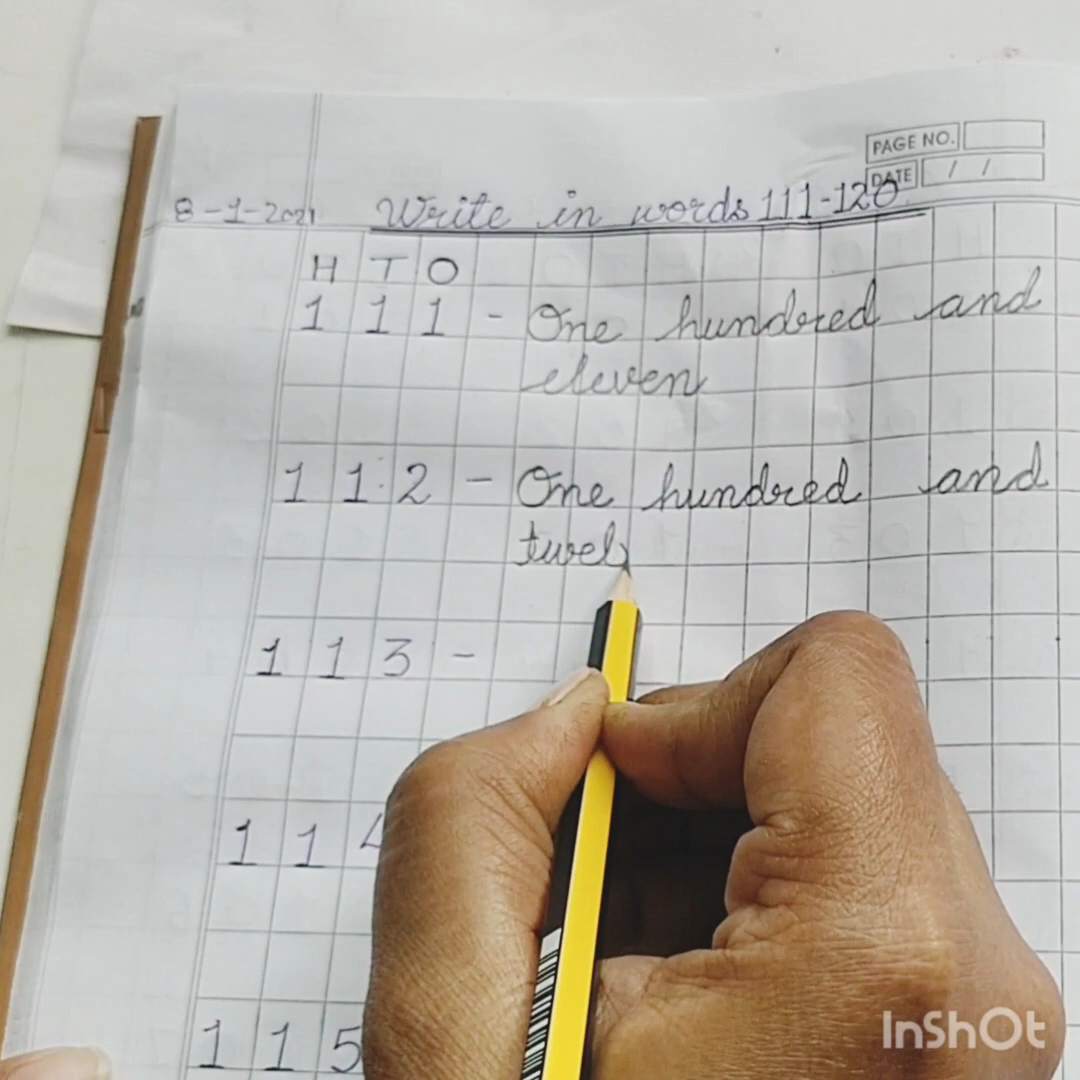 PAGE NO.
DATE / /
8-1-2021 Write in words 111-120
H T O
1 1 1 - One hundred and
eleven
1 1 2 - One hundred and
twel
1 1 3 -
1 1 4
1 1 5
InShOt